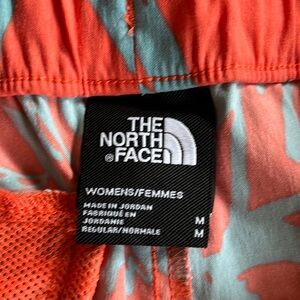 THE
NORTH
®FACE
WOMENS/FEMMES
MADE IN JORDAN
FABRIQUÉ EN
JORDANIE M
REGULAR/NORMALE M